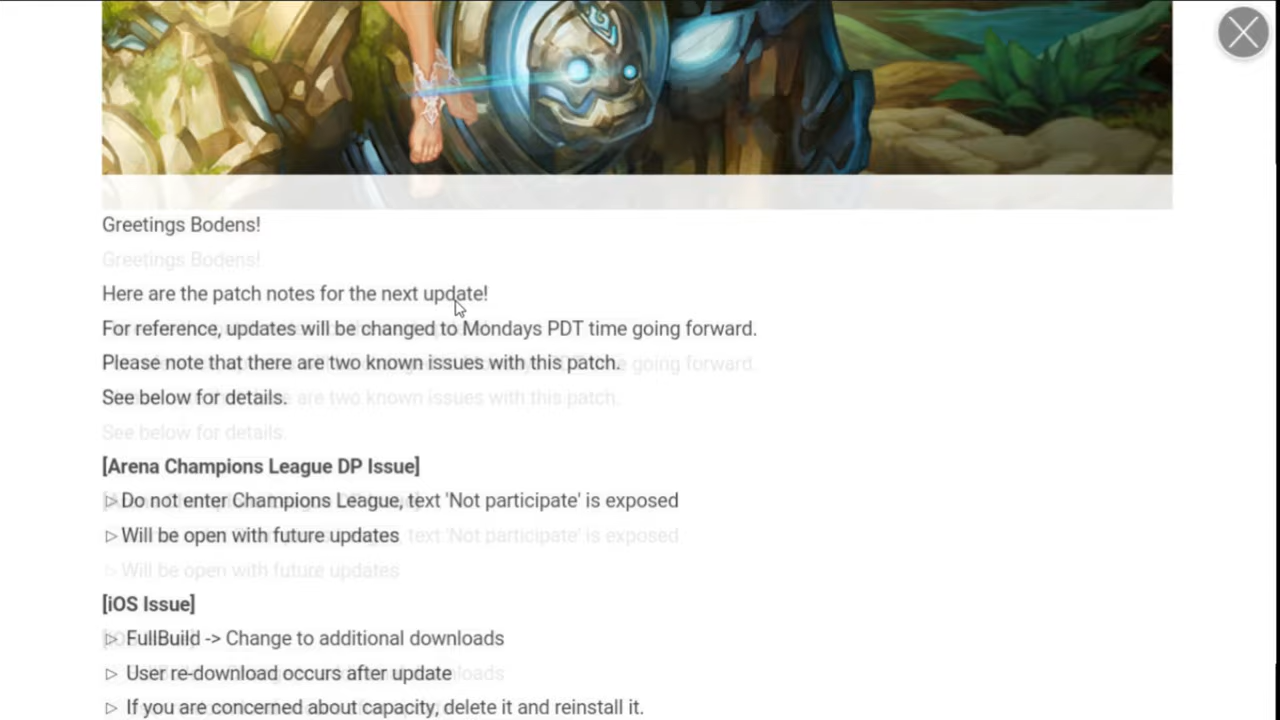 Greetings Bodens!
Here are the patch notes for the next update!
For reference, updates will be changed to Mondays PDT time going forward.
Please note that there are two known issues with this patch.
See below for details.
[Arena Champions League DP Issue]
▷ Do not enter Champions League, text 'Not participate' is exposed
▷ Will be open with future updates
[iOS Issue]
▷ FullBuild -> Change to additional downloads
▷ User re-download occurs after update
▷ If you are concerned about capacity, delete it and reinstall it.